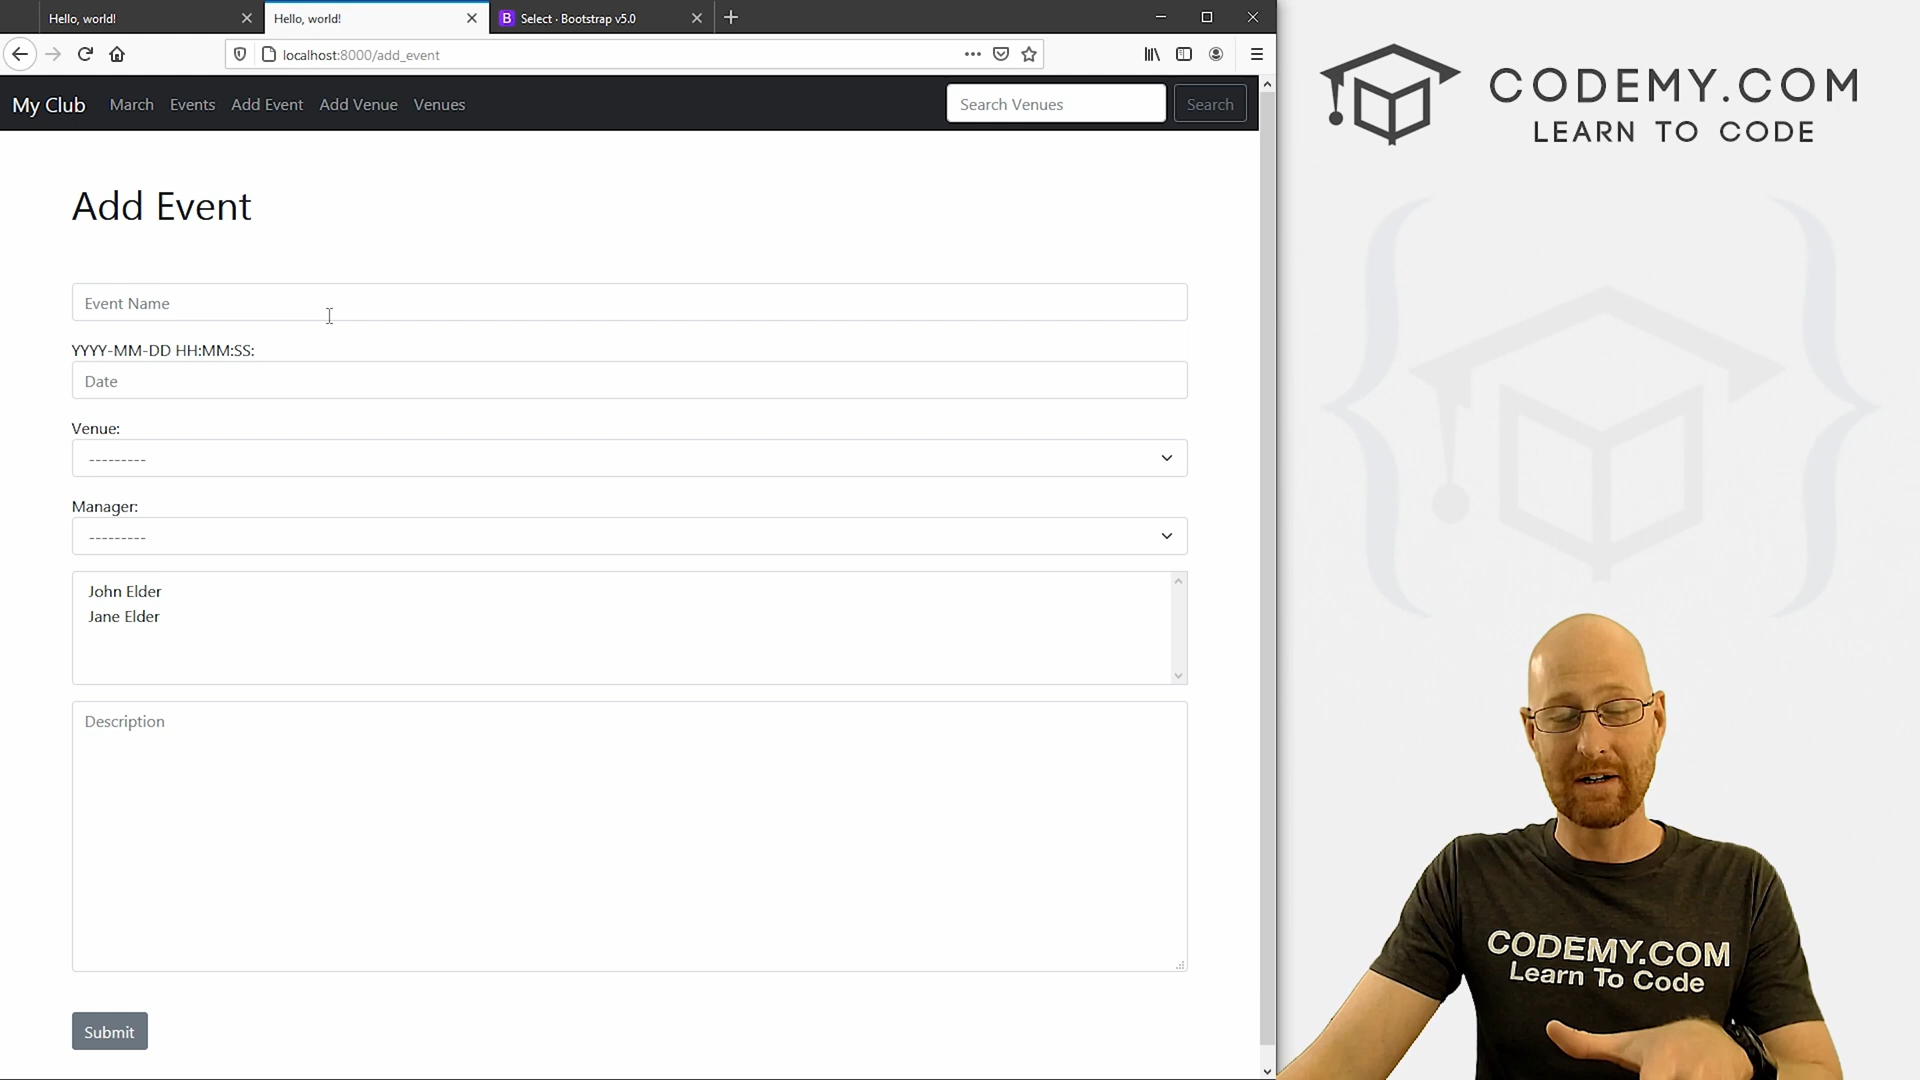 Hello, world!
Hello, world!
B Select · Bootstrap v5.0
localhost:8000/add_event
My Club March Events Add Event Add Venue Venues
Search Venues
Search
CODEMY.COM
LEARN TO CODE
Add Event
Event Name
YYYY-MM-DD HH:MM:SS:
Date
Venue:
---------
Manager:
---------
John Elder
Jane Elder
Description
Submit
CODEMY.COM
Learn To Code